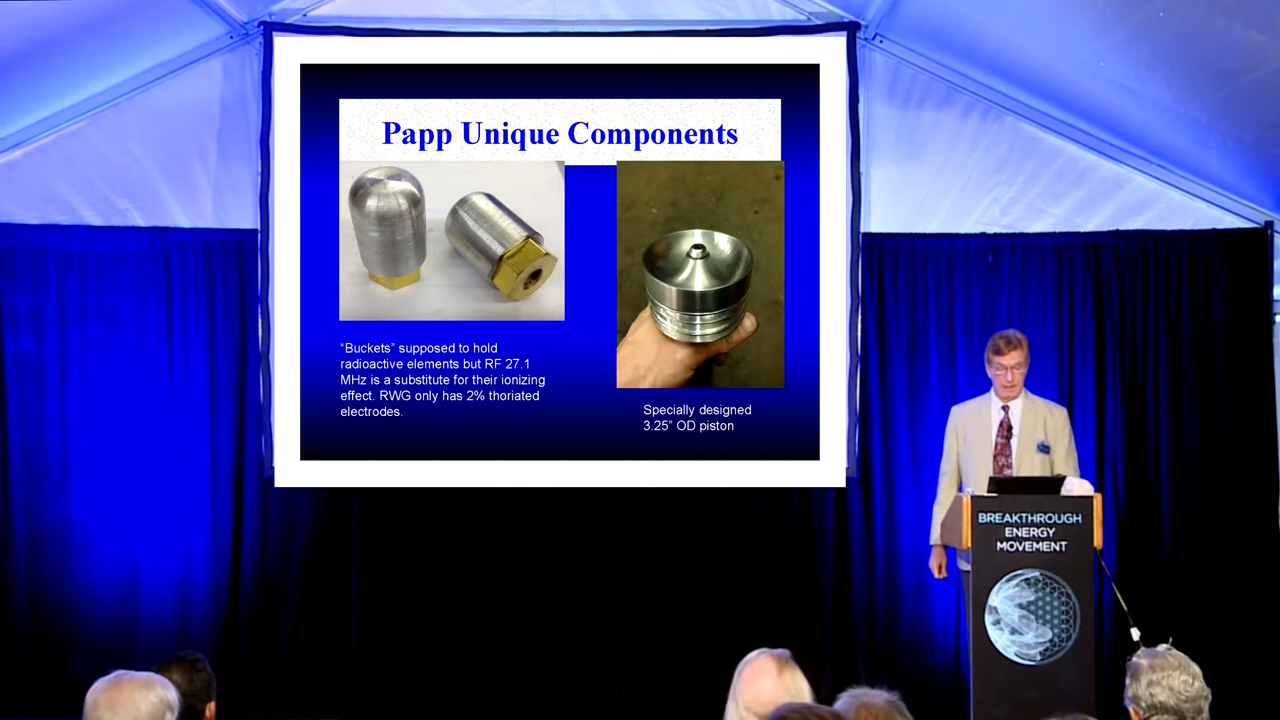 Papp Unique Components
“Buckets” supposed to hold
radioactive elements but RF 27.1
MHz is a substitute for their ionizing
effect. RWG only has 2% thoriated
electrodes.
Specially designed
3.25” OD piston
BREAKTHROUGH
ENERGY
MOVEMENT